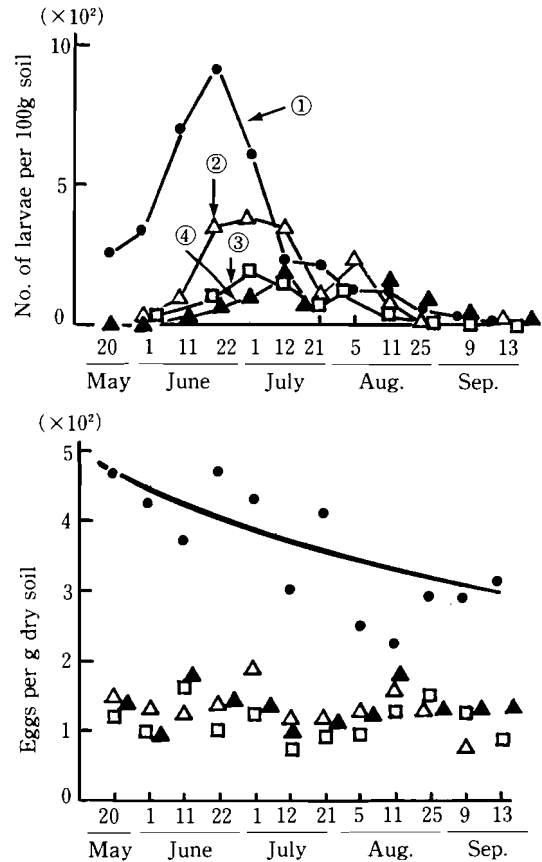 (×10²)
No. of larvae per 100g soil
10
5
0
①
②
④ ③
20 1 11 22 1 12 21 5 11 25 9 13
May June July Aug. Sep.
(×10²)
Eggs per g dry soil
5
4
3
2
1
0
20 1 11 22 1 12 21 5 11 25 9 13
May June July Aug. Sep.